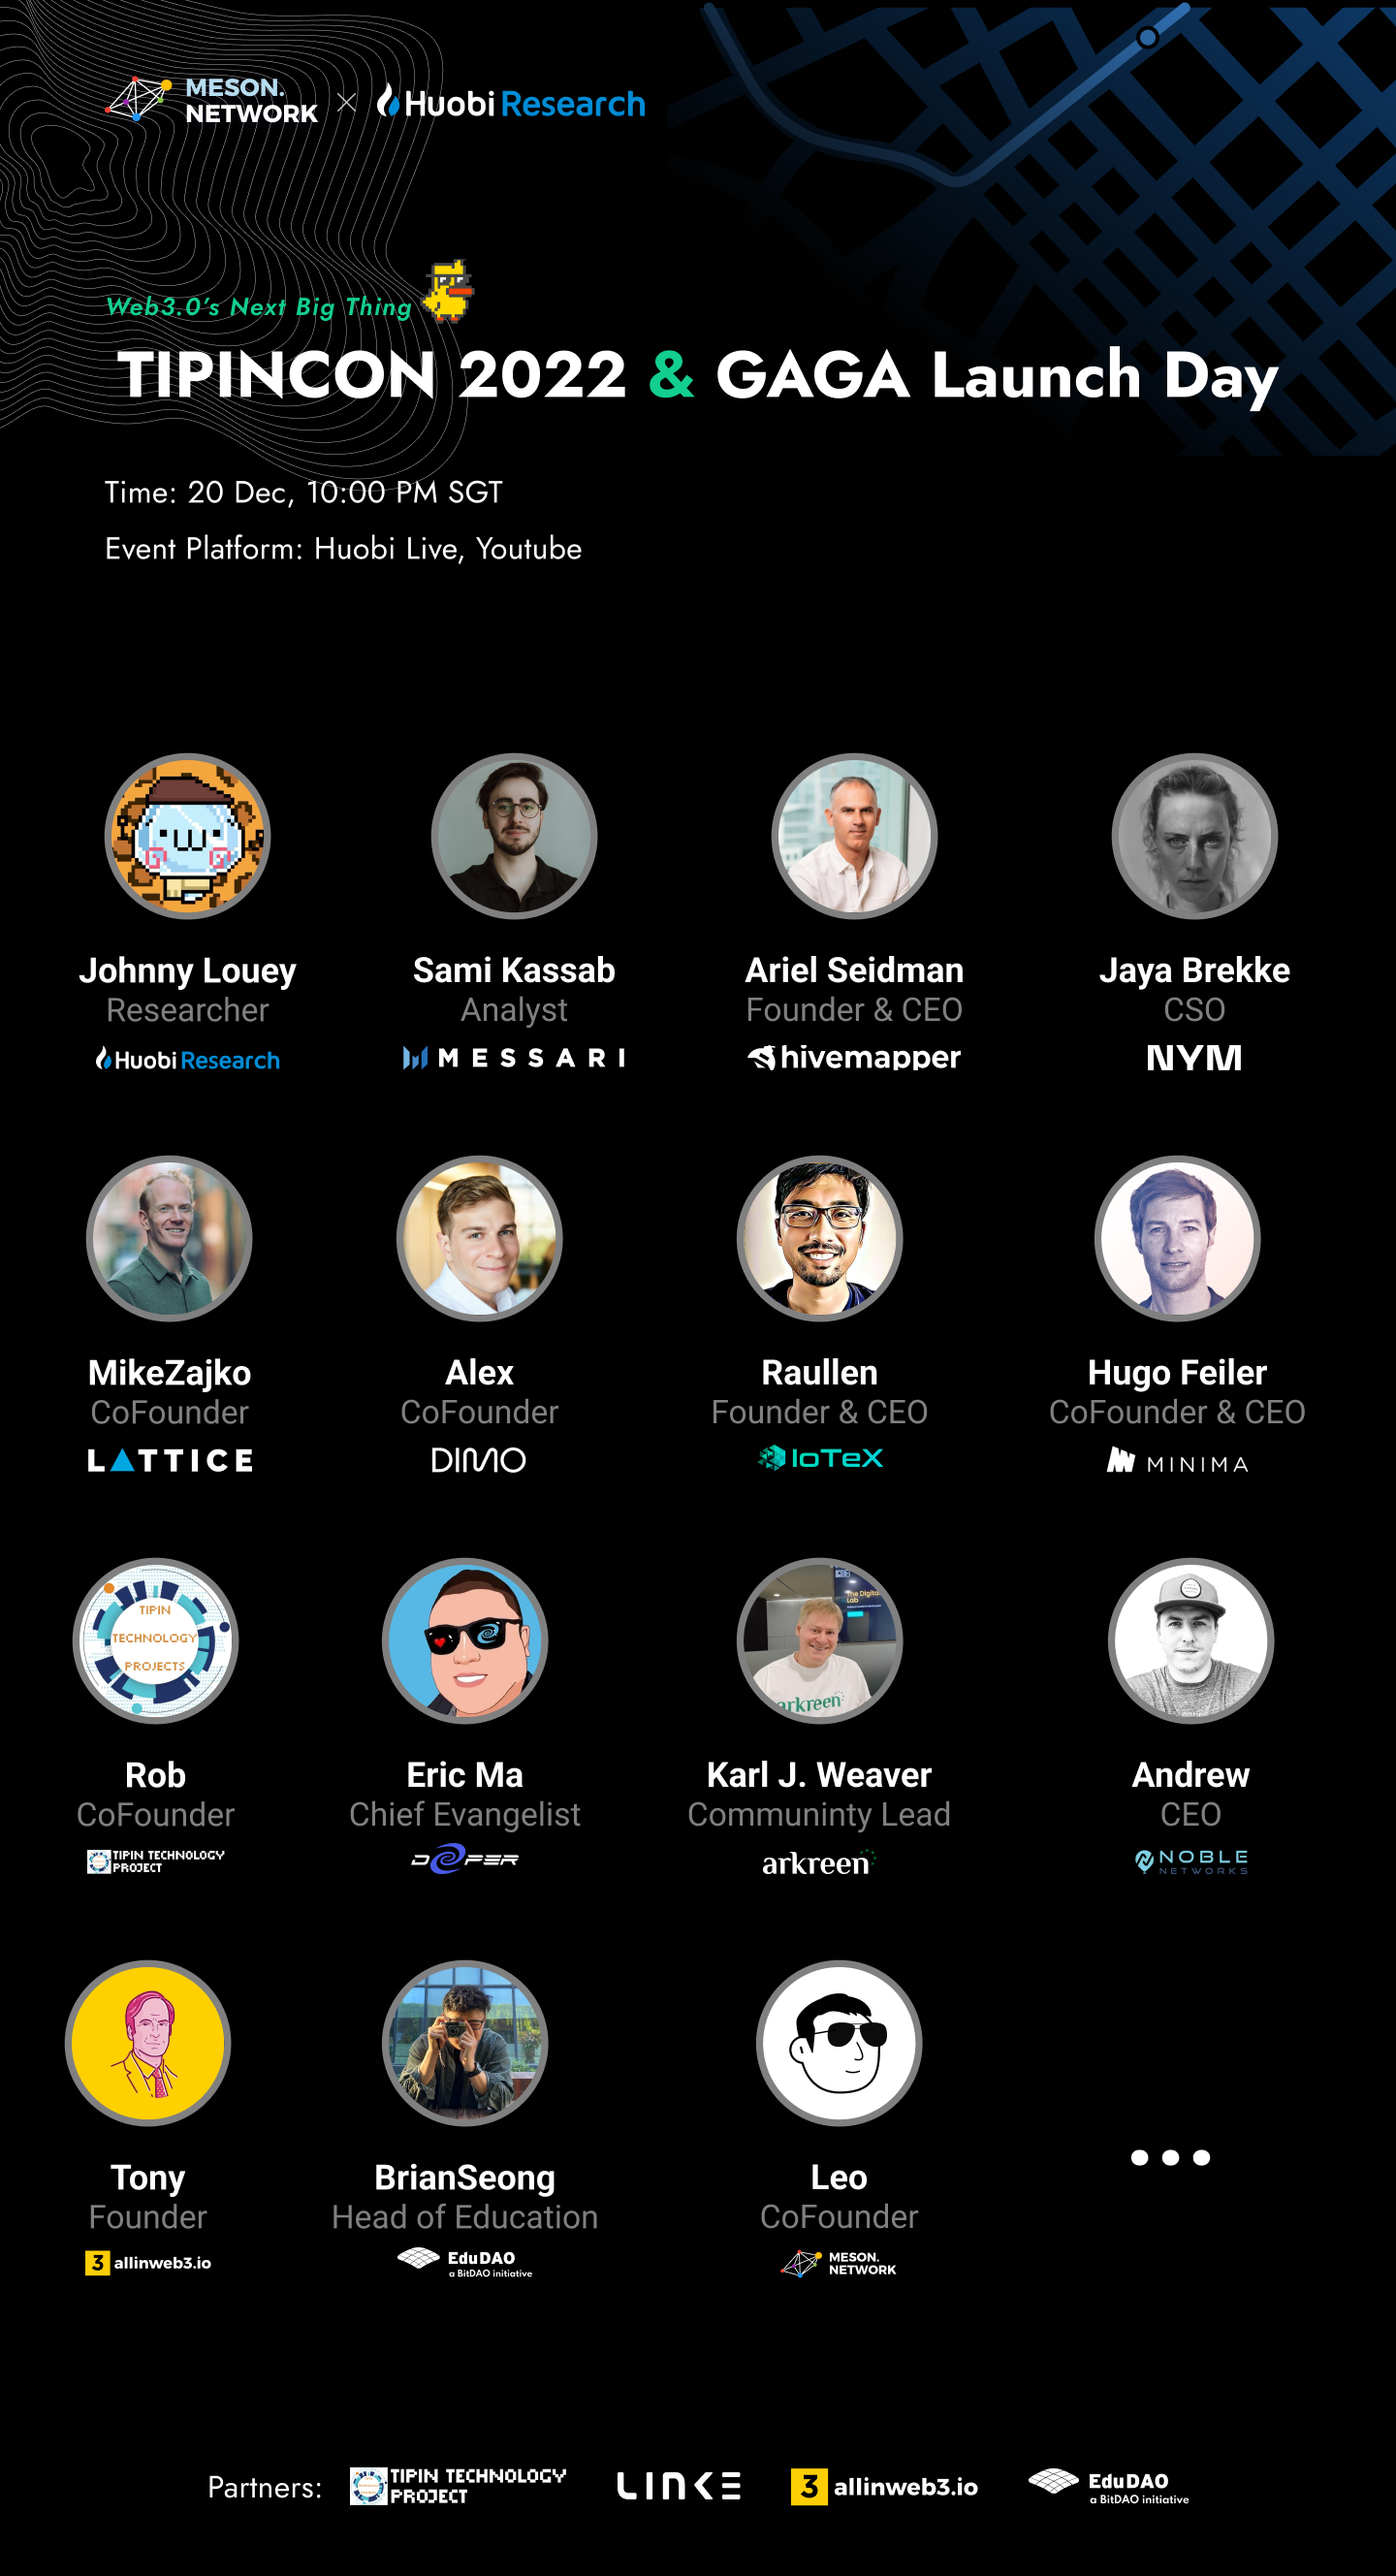 MESON.
NETWORK
Huobi Research
Web3.0's Next Big Thing
TIPINCON 2022 & GAGA Launch Day
Time: 20 Dec, 10:00 PM SGT
Event Platform: Huobi Live, Youtube
Johnny Louey
Researcher
Huobi Research
Sami Kassab
Analyst
MESSARI
Ariel Seidman
Founder & CEO
hivemapper
Jaya Brekke
CSO
NYM
MikeZajko
CoFounder
LATTICE
Alex
CoFounder
DIMO
Raullen
Founder & CEO
IoTeX
Hugo Feiler
CoFounder & CEO
MINIMA
TIPIN
TECHNOLOGY
PROJECTS
Rob
CoFounder
TIPIN TECHNOLOGY
PROJECT
Eric Ma
Chief Evangelist
DEPER
The Digital
Lab
arkreen
Karl J. Weaver
Communinty Lead
arkreen
Andrew
CEO
NOBLE
NETWORKS
Tony
Founder
3 allinweb3.io
BrianSeong
Head of Education
EduDAO
a BitDAO initiative
Leo
CoFounder
MESON.
NETWORK
Partners:
TIPIN TECHNOLOGY
PROJECT
LINKE
3 allinweb3.io
EduDAO
a BitDAO initiative